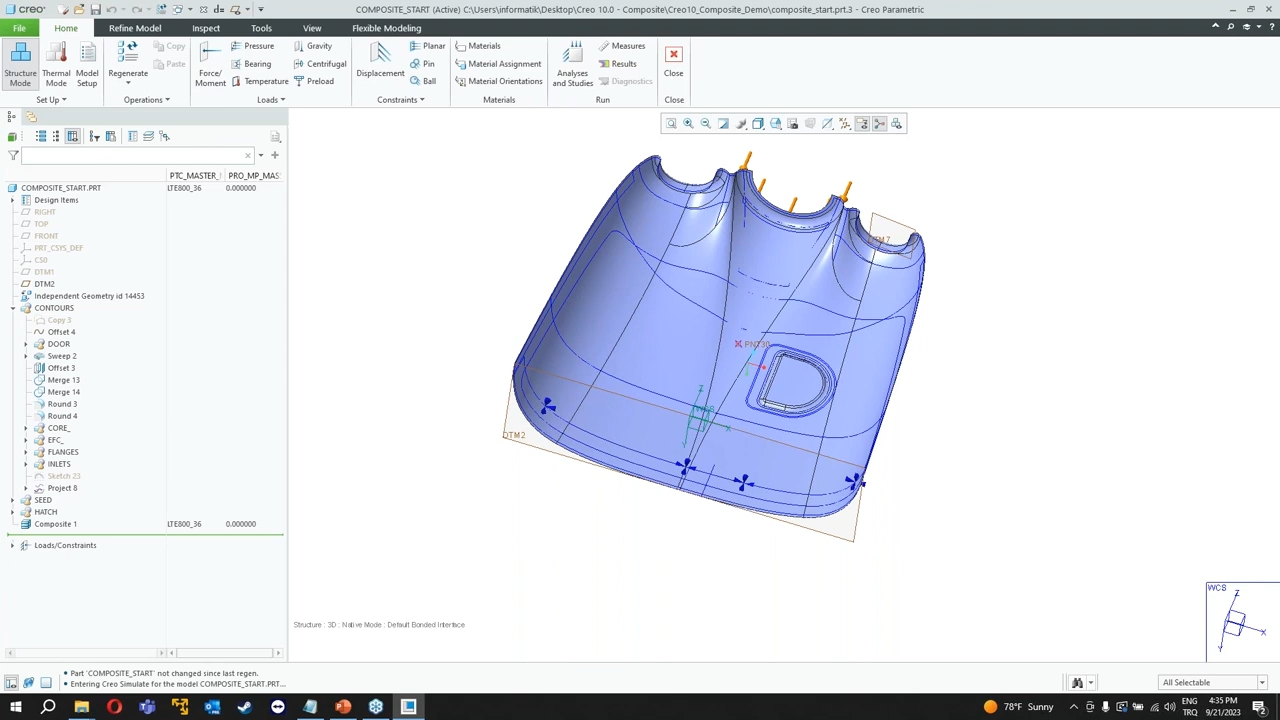 creo
COMPOSITE_START (Active) C:\Users\informatik\Desktop\Creo 10.0 - Composite\Creo10_Composite_Demo\composite_start.prt.3 - Creo Parametric
File Home Refine Model Inspect Tools View Flexible Modeling
Structure Mode
Thermal Mode
Model Setup
Set Up
Regenerate
Copy
Paste
Operations
Force/Moment
Pressure
Bearing
Temperature
Gravity
Centrifugal
Preload
Loads
Displacement
Planar
Pin
Ball
Constraints
Materials
Material Assignment
Material Orientations
Materials
Analyses and Studies
Measures
Results
Diagnostics
Run
Close
Close
PTC_MASTER_ PRO_MP_MAS
COMPOSITE_START.PRT LTE800_36 0.000000
Design Items
RIGHT
TOP
FRONT
PRT_CSYS_DEF
CS0
DTM1
DTM2
Independent Geometry id 14453
CONTOURS
Copy 3
Offset 4
DOOR
Sweep 2
Offset 3
Merge 13
Merge 14
Round 3
Round 4
CORE_
EFC_
FLANGES
INLETS
Sketch 23
Project 8
SEED
HATCH
Composite 1 LTE800_36 0.000000
Loads/Constraints
DTM7
PNT30
Z
WCS
X
Y
DTM2
Structure : 3D : Native Mode : Default Bonded Interface
WCS
Z
X
Y
• Part 'COMPOSITE_START' not changed since last regen.
• Entering Creo Simulate for the model COMPOSITE_START.PRT...
All Selectable
78°F Sunny
ENG
TRQ
4:35 PM
9/21/2023
2